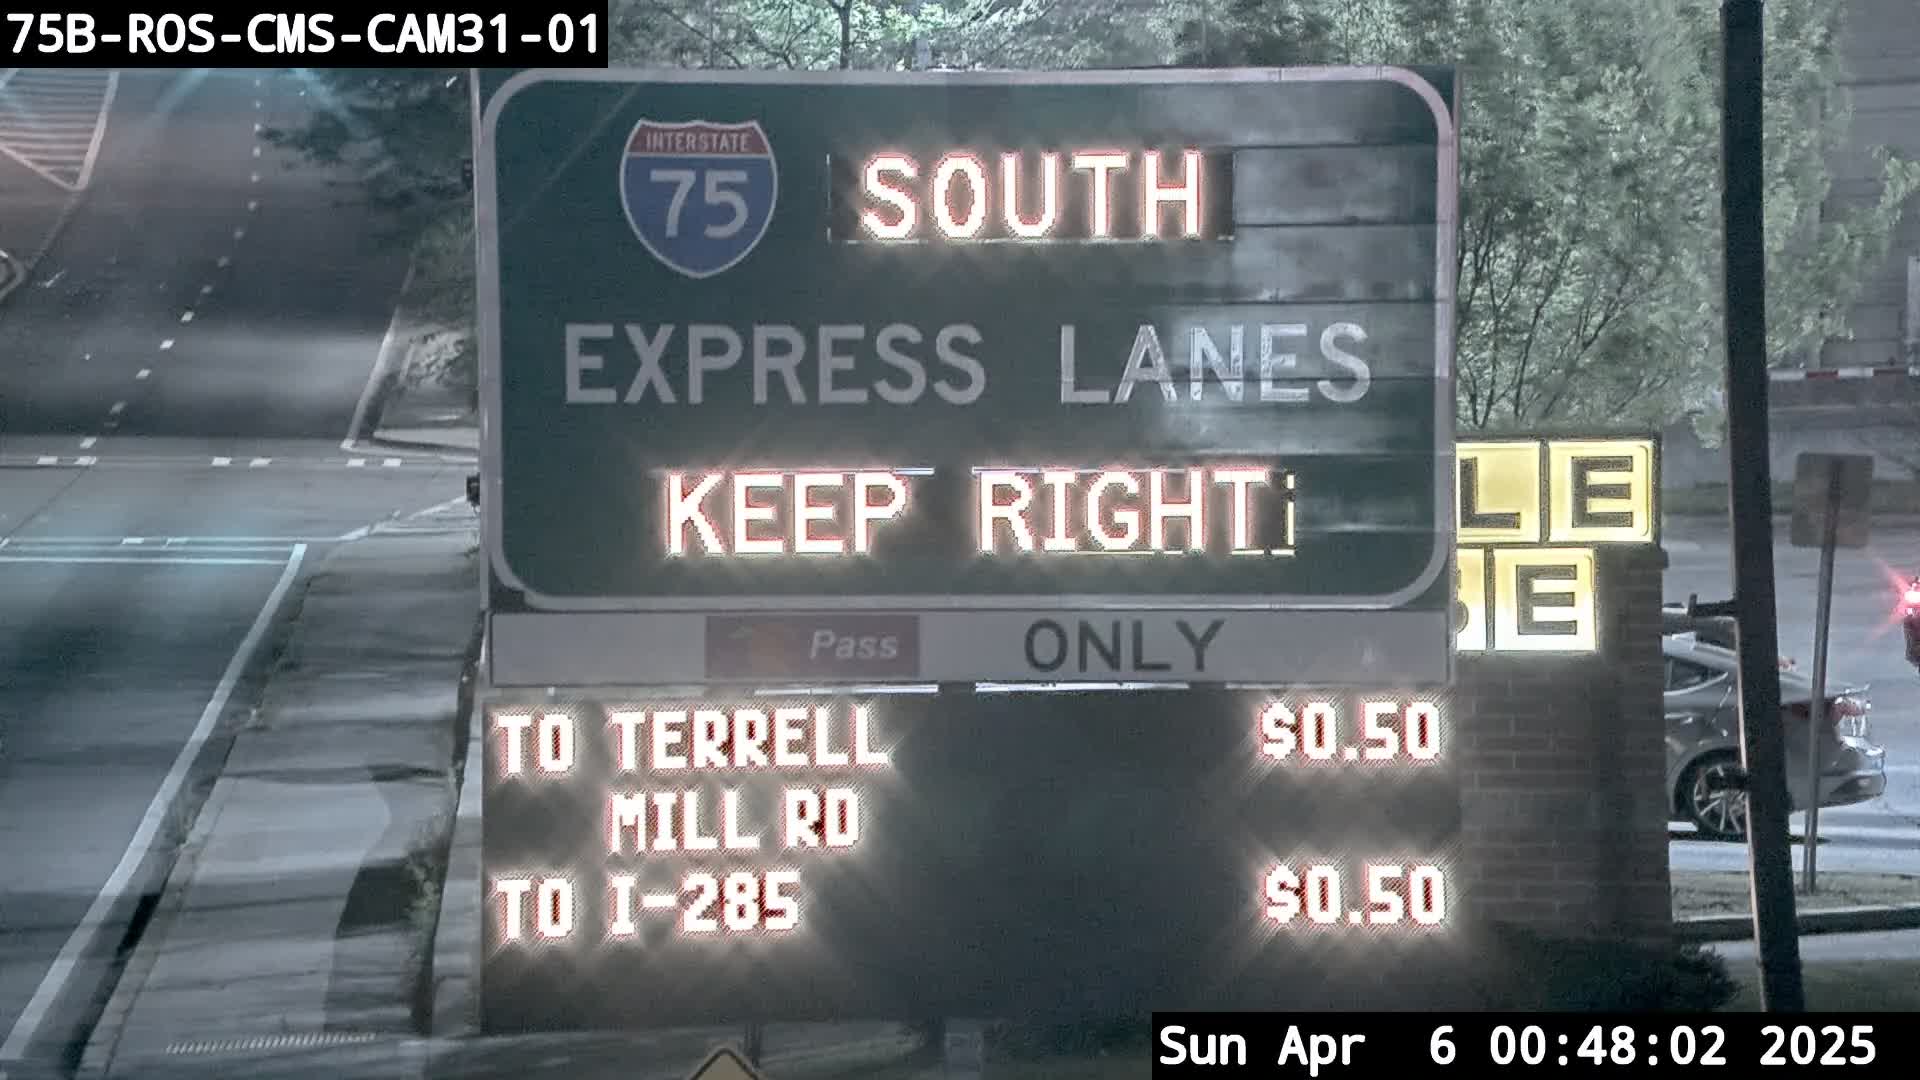 75B-ROS-CMS-CAM31-01
INTERSTATE
75
SOUTH
EXPRESS LANES
KEEP RIGHT
Pass ONLY
TO TERRELL $0.50
MILL RD
TO I-285 $0.50
LE
E
Sun Apr 6 00:48:02 2025